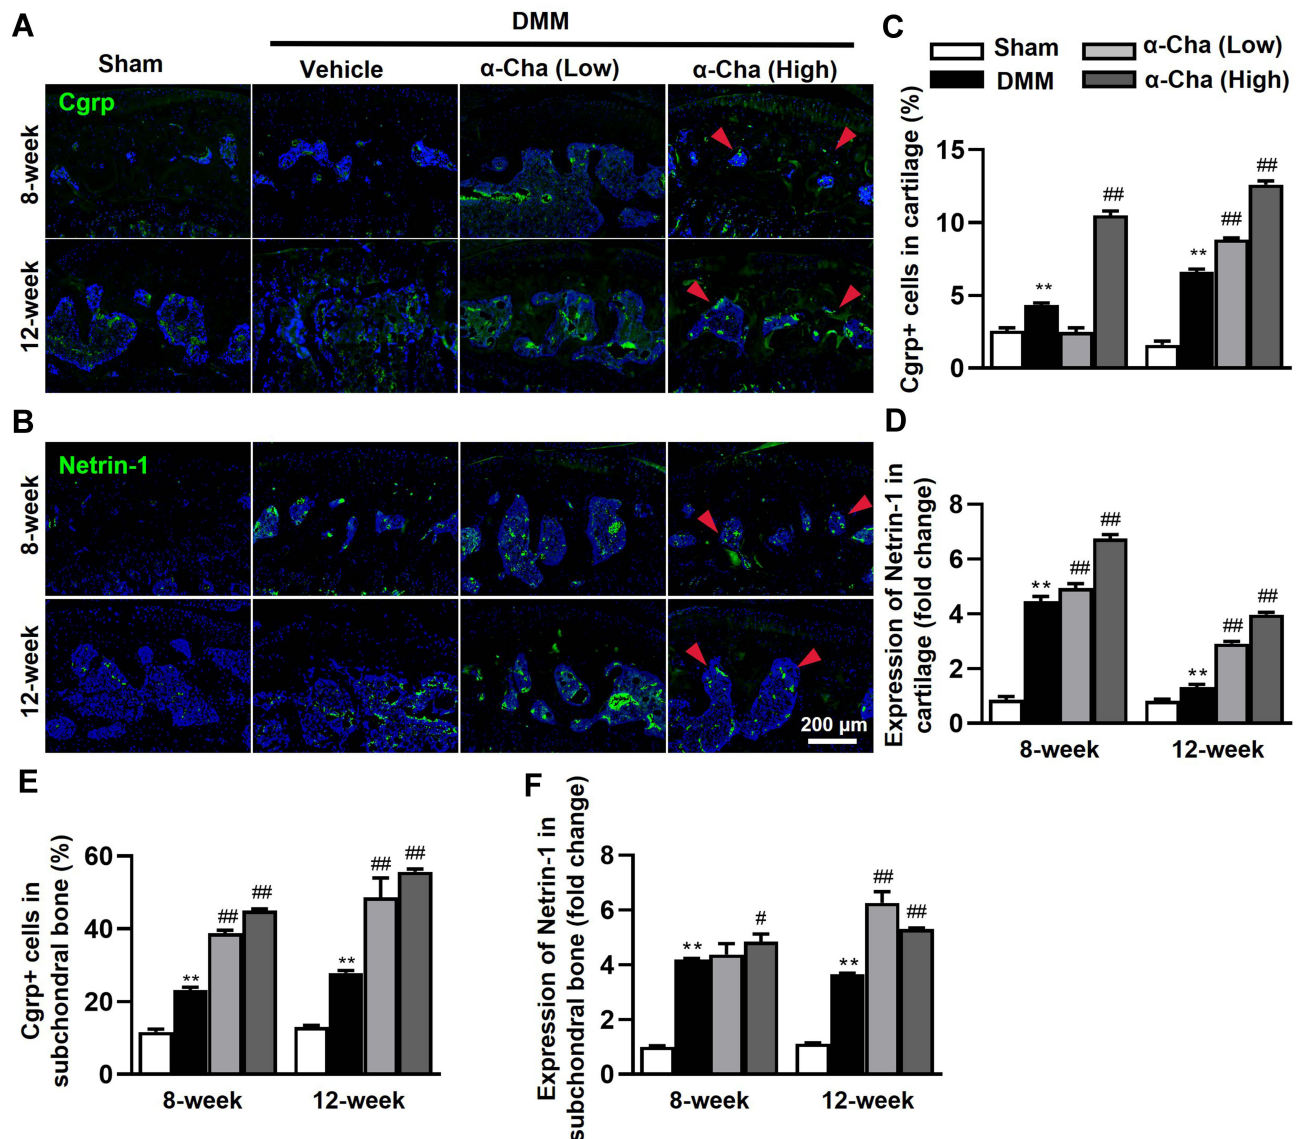 A
DMM
Sham
Vehicle
α-Cha (Low)
α-Cha (High)
Cgrp
8-week
12-week
B
Netrin-1
8-week
12-week
200 µm
C
Sham
α-Cha (Low)
DMM
α-Cha (High)
Cgrp+ cells in cartilage (%)
15
10
5
0
**
##
**
##
##
D
Expression of Netrin-1 in
cartilage (fold change)
8
6
4
2
0
**
##
##
**
##
##
8-week
12-week
E
Cgrp+ cells in
subchondral bone (%)
60
40
20
0
**
##
##
**
##
##
8-week
12-week
F
Expression of Netrin-1 in
subchondral bone (fold change)
8
6
4
2
0
**
#
**
##
##
8-week
12-week